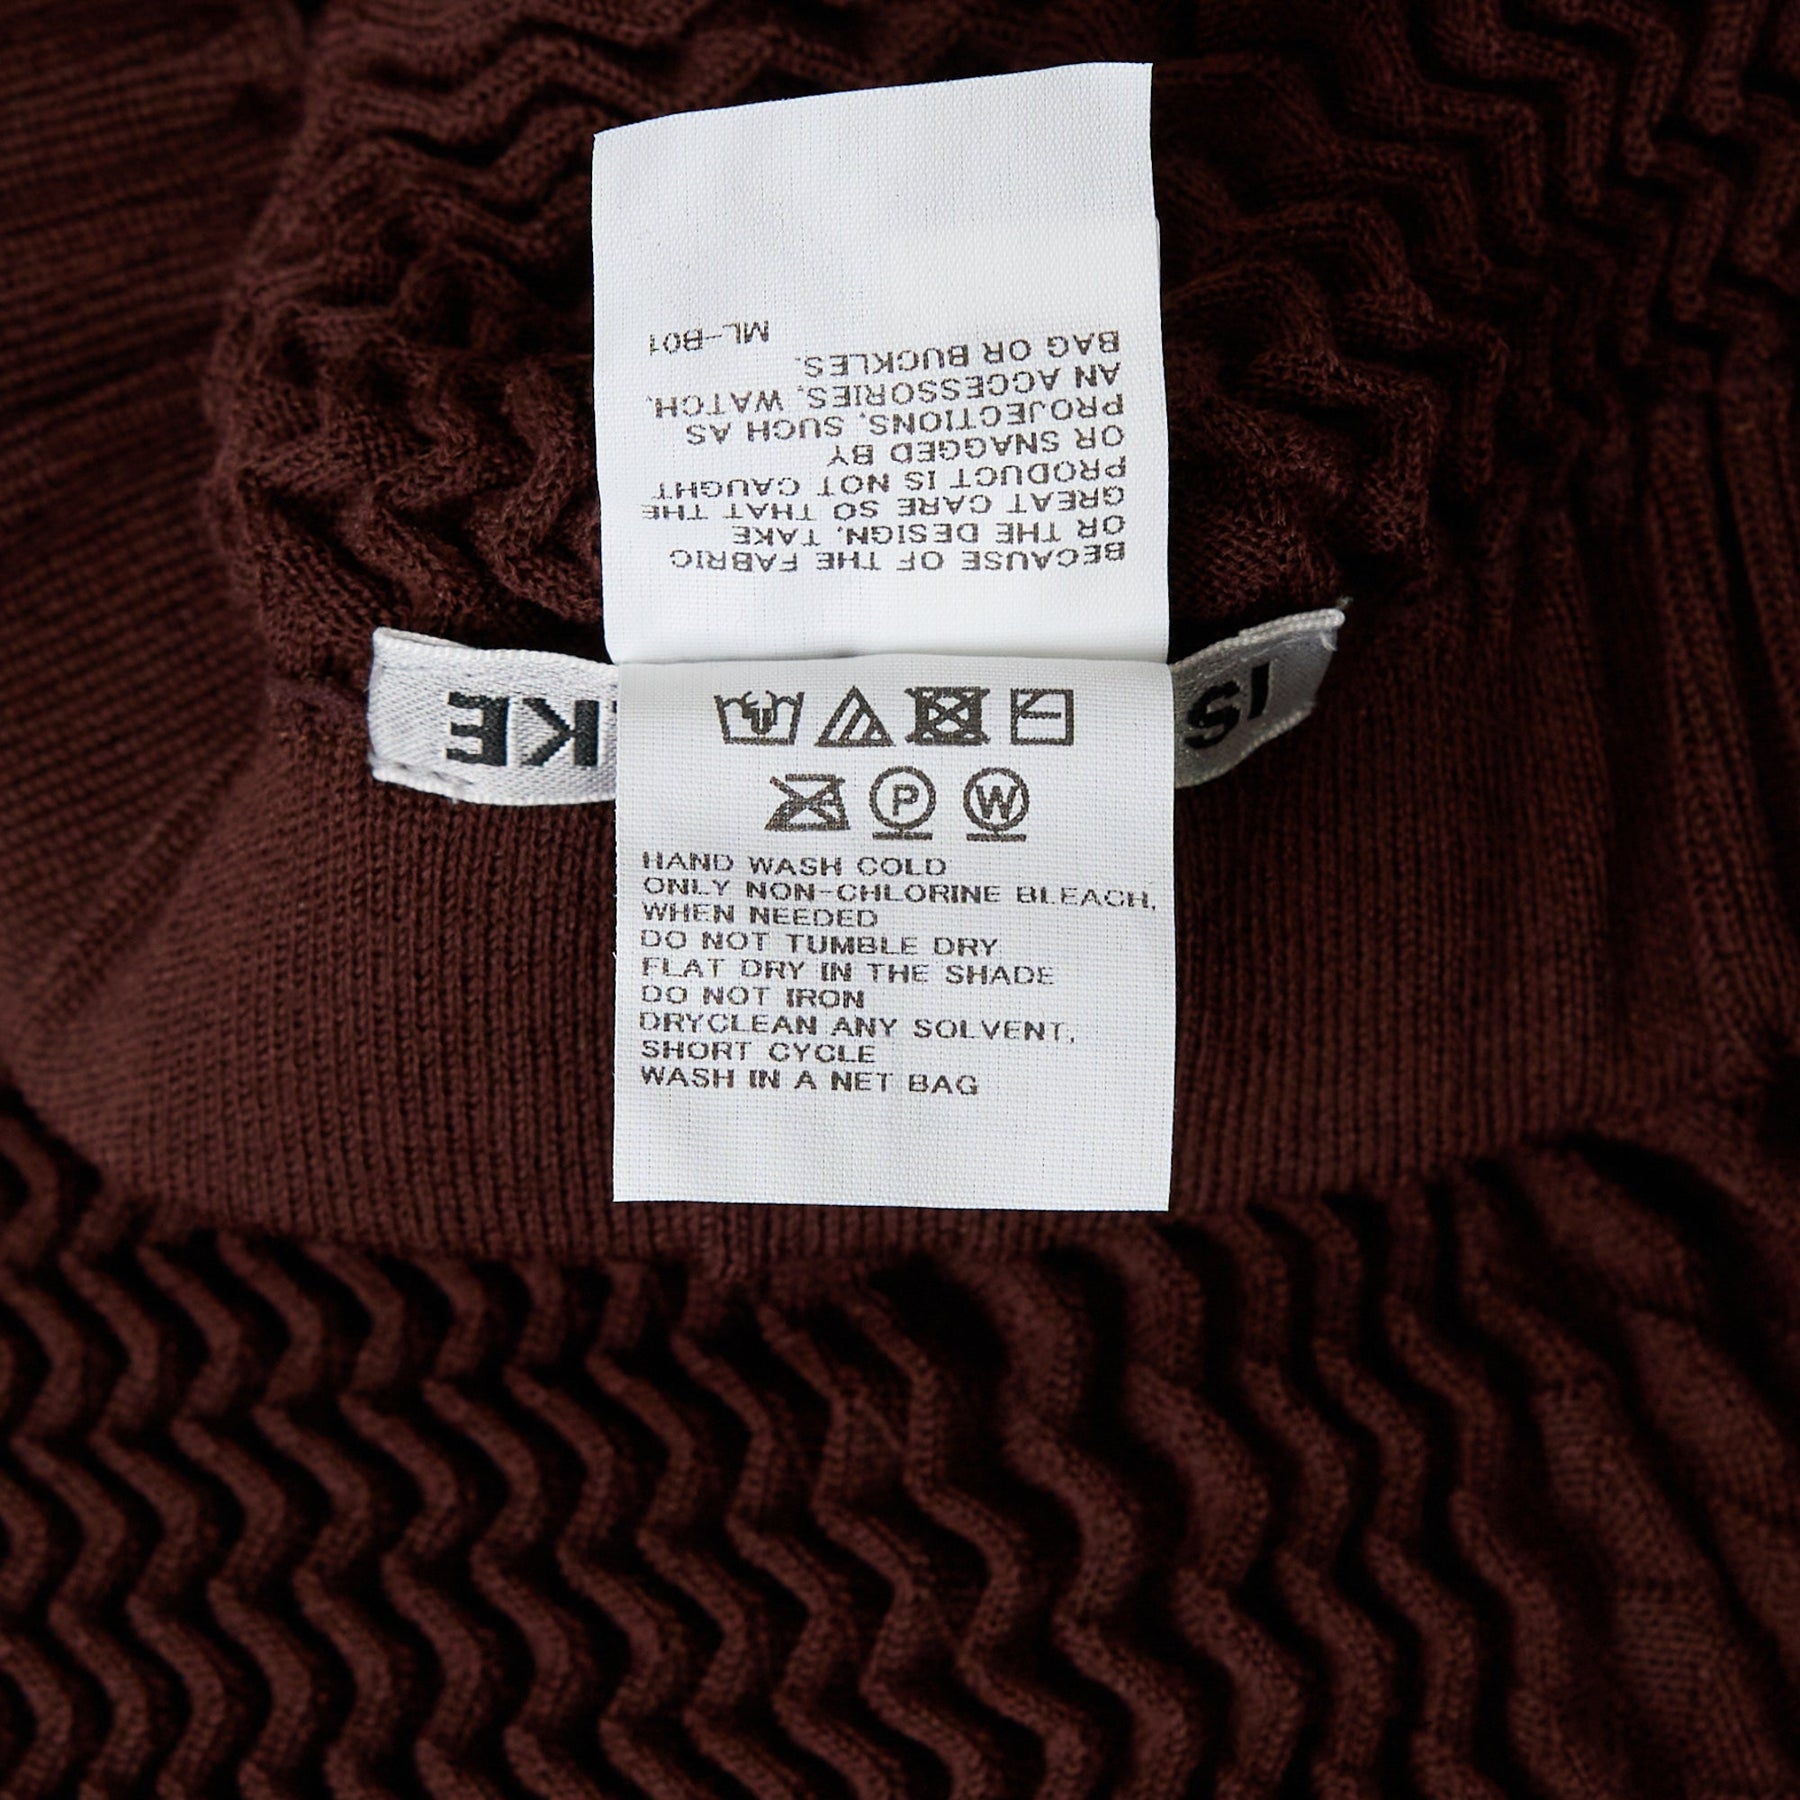 BECAUSE OF THE FABRIC
OR THE DESIGN, TAKE
GREAT CARE SO THAT THE
PRODUCT IS NOT CAUGHT
OR SNAGGED BY
PROJECTIONS, SUCH AS
AN ACCESSORIES, WATCH,
BAG OR BUCKLES.
ML-B01
IS
KE
P
W
HAND WASH COLD
ONLY NON-CHLORINE BLEACH,
WHEN NEEDED
DO NOT TUMBLE DRY
FLAT DRY IN THE SHADE
DO NOT IRON
DRYCLEAN ANY SOLVENT,
SHORT CYCLE
WASH IN A NET BAG